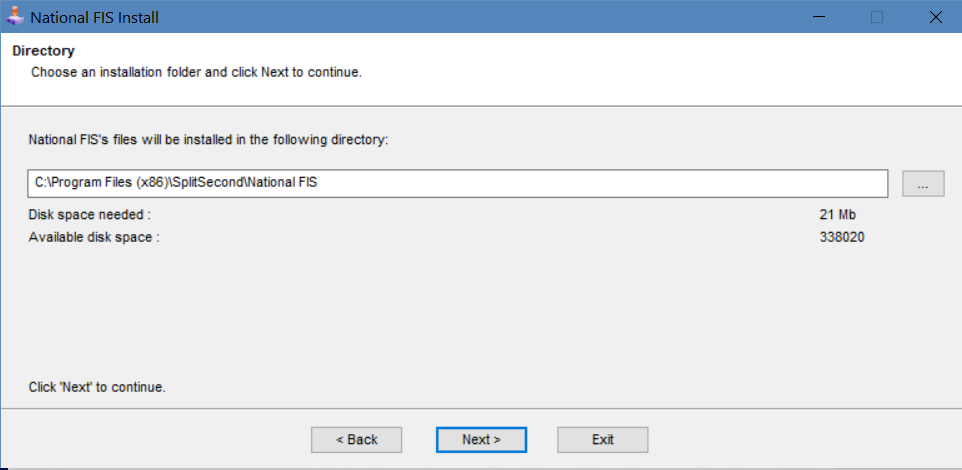 National FIS Install
Directory
Choose an installation folder and click Next to continue.
National FIS's files will be installed in the following directory:
C:\Program Files (x86)\SplitSecond\National FIS
...
Disk space needed : 21 Mb
Available disk space : 338020
Click 'Next' to continue.
< Back Next > Exit